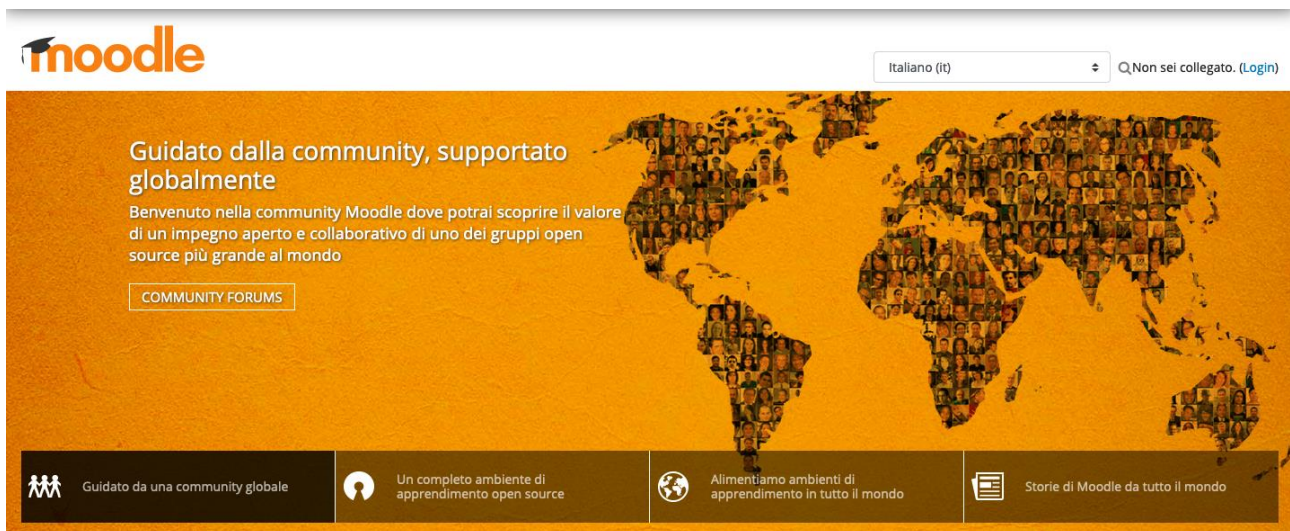 moodle
Italiano (it)
Non sei collegato. (Login)
Guidato dalla community, supportato
globalmente
Benvenuto nella community Moodle dove potrai scoprire il valore
di un impegno aperto e collaborativo di uno dei gruppi open
source più grande al mondo
COMMUNITY FORUMS
Guidato da una community globale
Un completo ambiente di
apprendimento open source
Alimentiamo ambienti di
apprendimento in tutto il mondo
Storie di Moodle da tutto il mondo